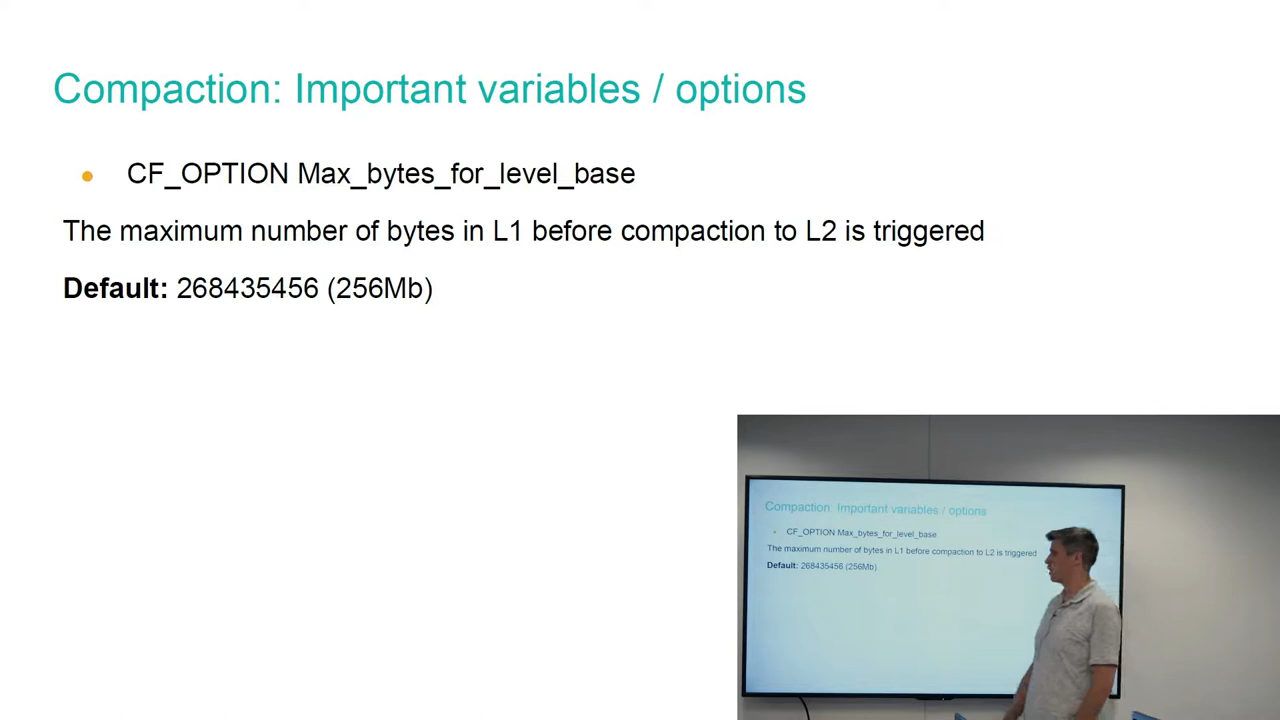 Compaction: Important variables / options
CF_OPTION Max_bytes_for_level_base
The maximum number of bytes in L1 before compaction to L2 is triggered
Default: 268435456 (256Mb)
Compaction: Important variables / options
CF_OPTION Max_bytes_for_level_base
The maximum number of bytes in L1 before compaction to L2 is triggered
Default: 268435456 (256Mb)